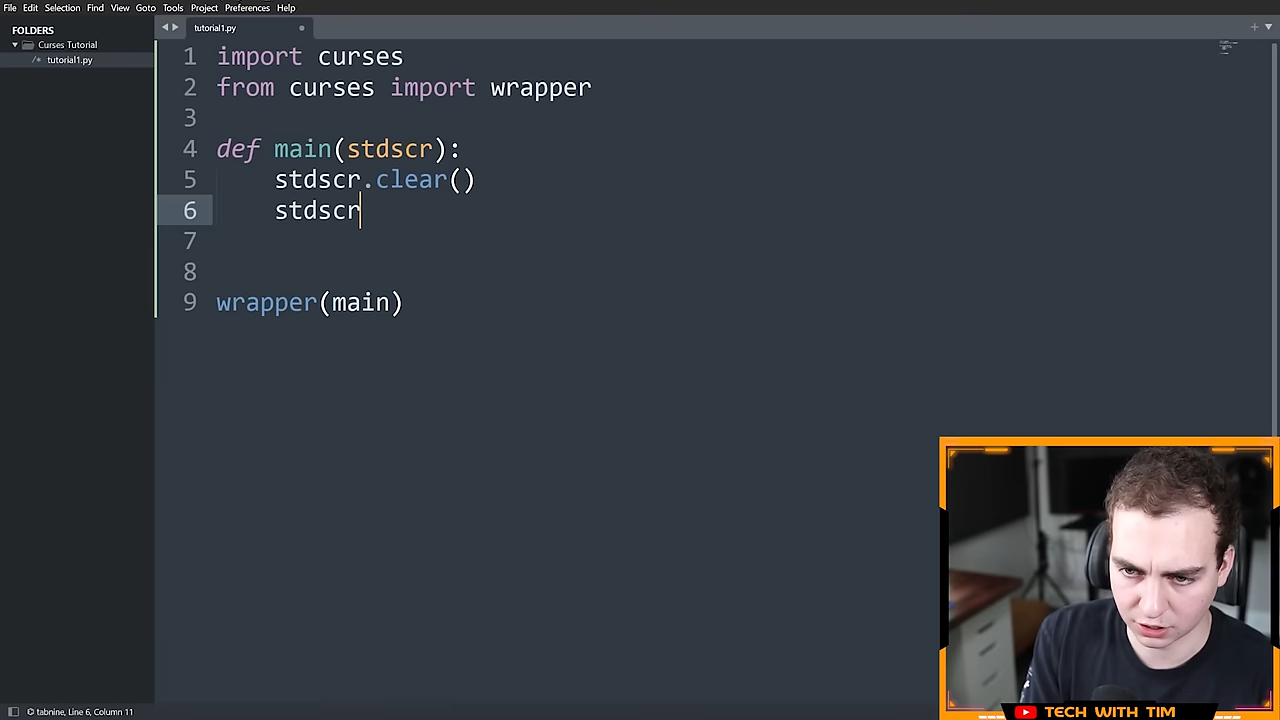 File Edit Selection Find View Goto Tools Project Preferences Help
FOLDERS
Curses Tutorial
/* tutorial1.py
tutorial1.py
1 import curses
2 from curses import wrapper
3
4 def main(stdscr):
5 stdscr.clear()
6 stdscr
7
8
9 wrapper(main)
tabnine, Line 6, Column 11
TECH WITH TIM